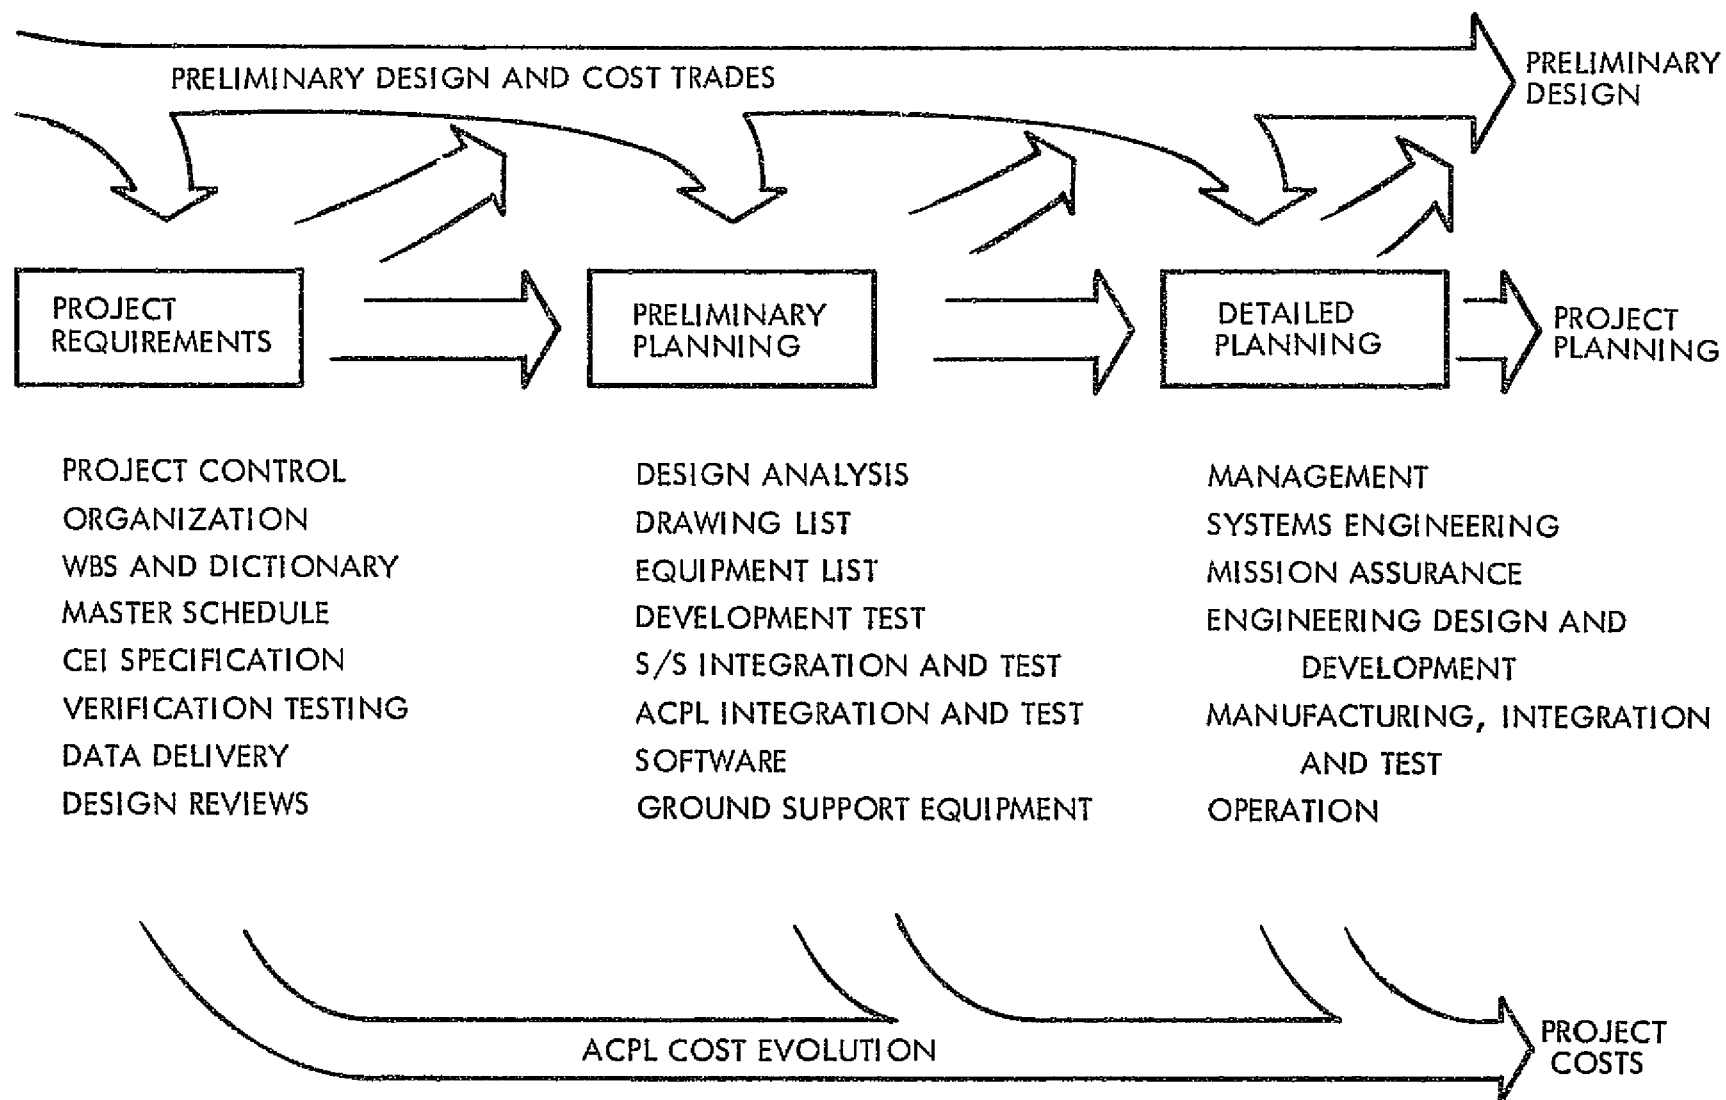 PRELIMINARY DESIGN AND COST TRADES
PRELIMINARY
DESIGN
PROJECT
REQUIREMENTS
PRELIMINARY
PLANNING
DETAILED
PLANNING
PROJECT
PLANNING
PROJECT CONTROL
ORGANIZATION
WBS AND DICTIONARY
MASTER SCHEDULE
CEI SPECIFICATION
VERIFICATION TESTING
DATA DELIVERY
DESIGN REVIEWS
DESIGN ANALYSIS
DRAWING LIST
EQUIPMENT LIST
DEVELOPMENT TEST
S/S INTEGRATION AND TEST
ACPL INTEGRATION AND TEST
SOFTWARE
GROUND SUPPORT EQUIPMENT
MANAGEMENT
SYSTEMS ENGINEERING
MISSION ASSURANCE
ENGINEERING DESIGN AND
DEVELOPMENT
MANUFACTURING, INTEGRATION
AND TEST
OPERATION
ACPL COST EVOLUTION
PROJECT
COSTS